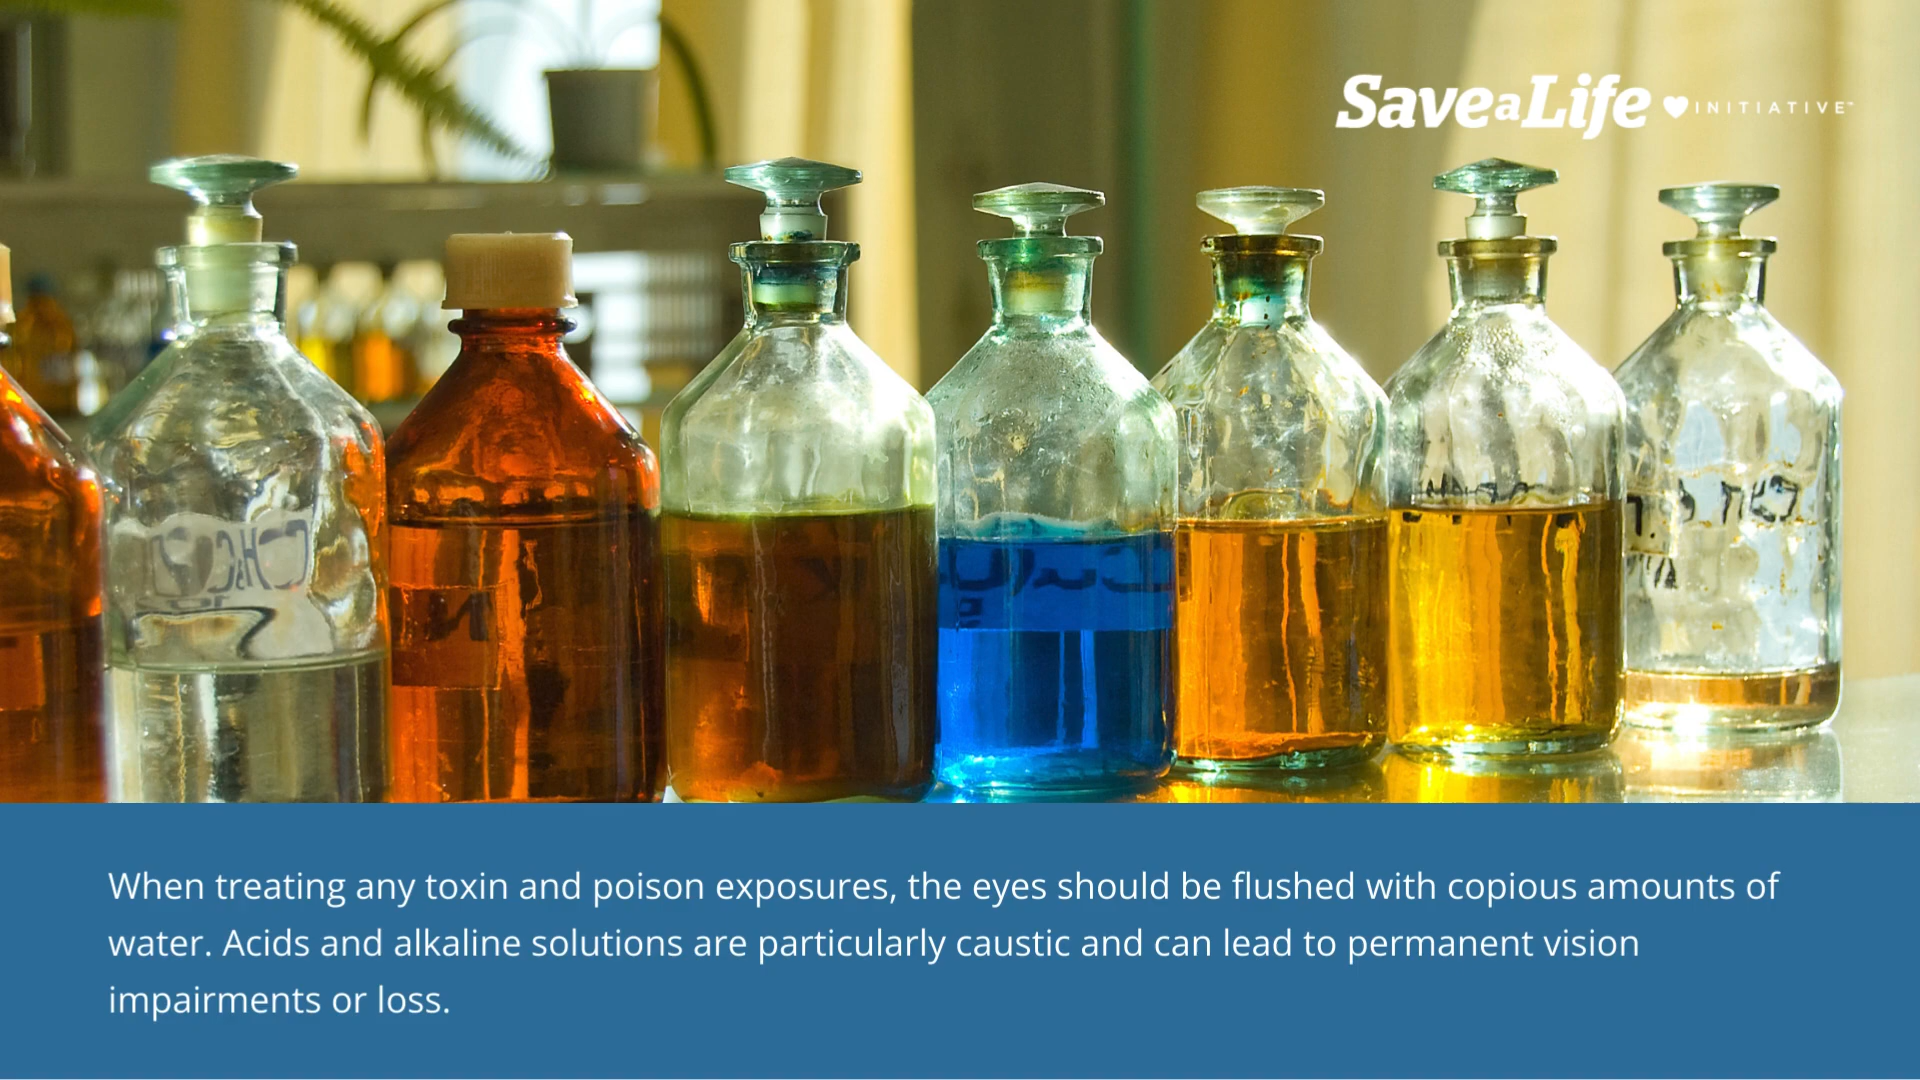 SaveaLife INITIATIVE™
When treating any toxin and poison exposures, the eyes should be flushed with copious amounts of
water. Acids and alkaline solutions are particularly caustic and can lead to permanent vision
impairments or loss.